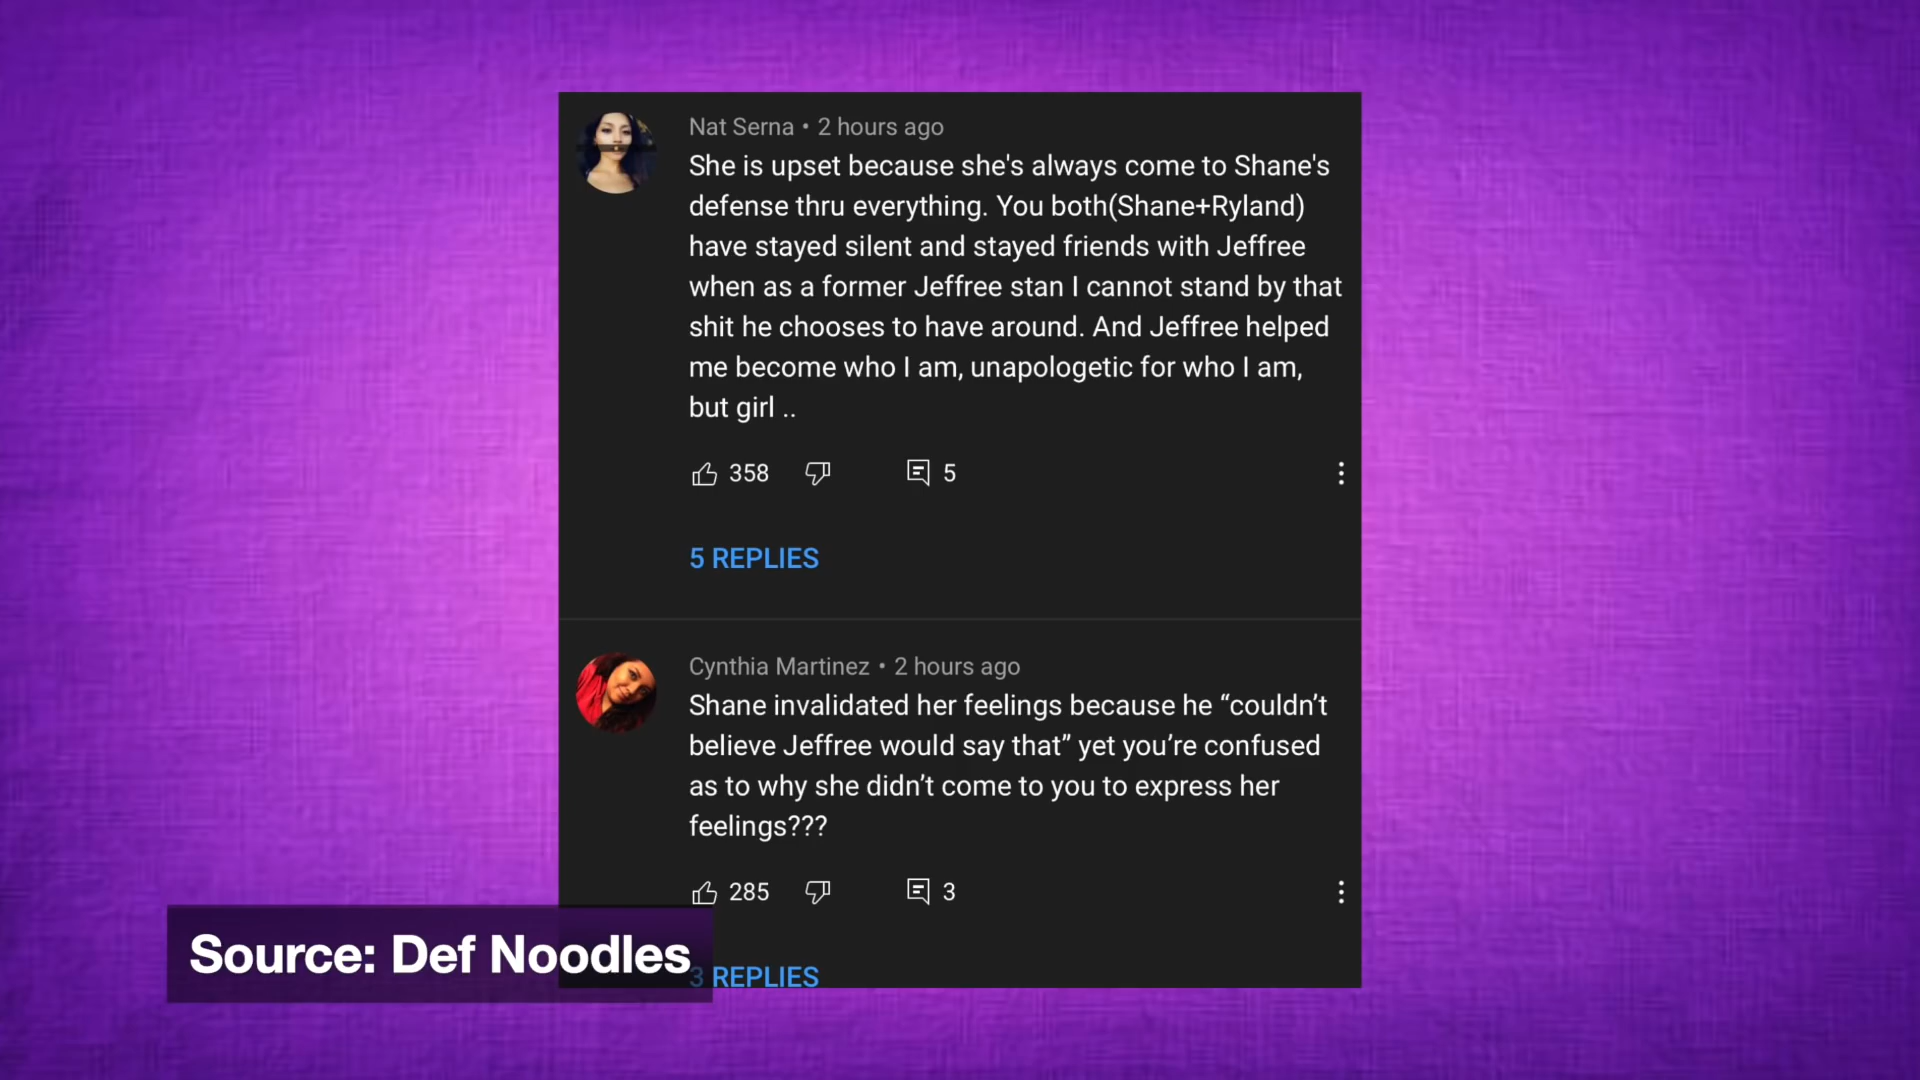 Nat Serna • 2 hours ago
She is upset because she's always come to Shane's
defense thru everything. You both(Shane+Ryland)
have stayed silent and stayed friends with Jeffree
when as a former Jeffree stan I cannot stand by that
shit he chooses to have around. And Jeffree helped
me become who I am, unapologetic for who I am,
but girl ..
358 5
5 REPLIES
Cynthia Martinez • 2 hours ago
Shane invalidated her feelings because he “couldn’t
believe Jeffree would say that” yet you’re confused
as to why she didn’t come to you to express her
feelings???
285 3
3 REPLIES
Source: Def Noodles